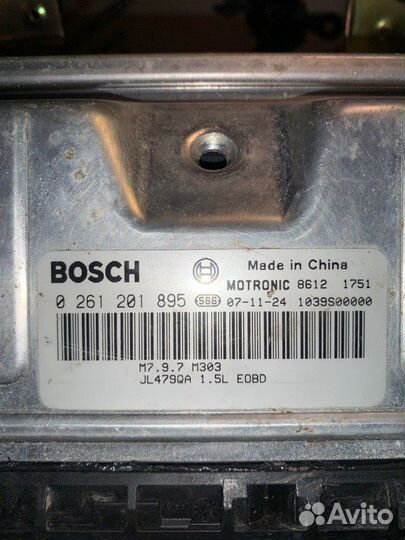 BOSCH
Made in China
MOTRONIC 8612 1751
0 261 201 895 566 07-11-24 1039S00000
M7.9.7 M303
JL479QA 1.5L EOBD
Avito